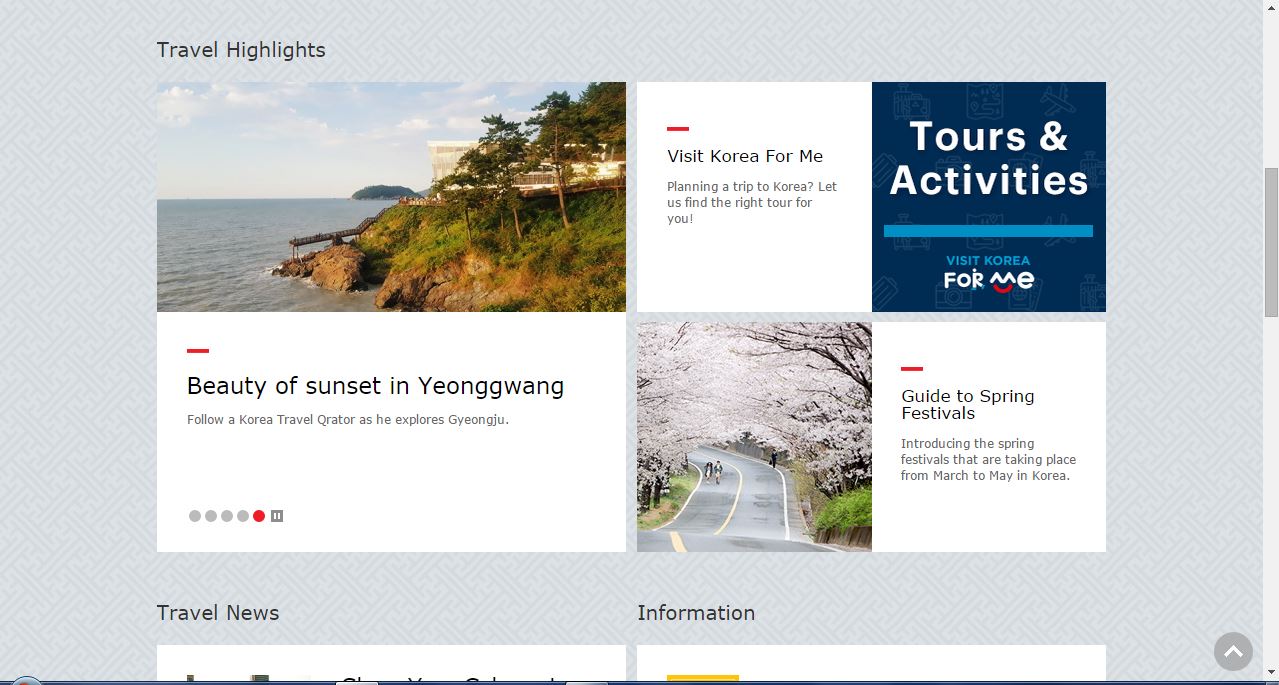 Travel Highlights
Visit Korea For Me
Planning a trip to Korea? Let
us find the right tour for
you!
Tours &
Activities
VISIT KOREA
FOR me
Beauty of sunset in Yeonggwang
Follow a Korea Travel Qrator as he explores Gyeongju.
Guide to Spring
Festivals
Introducing the spring
festivals that are taking place
from March to May in Korea.
Travel News
Information